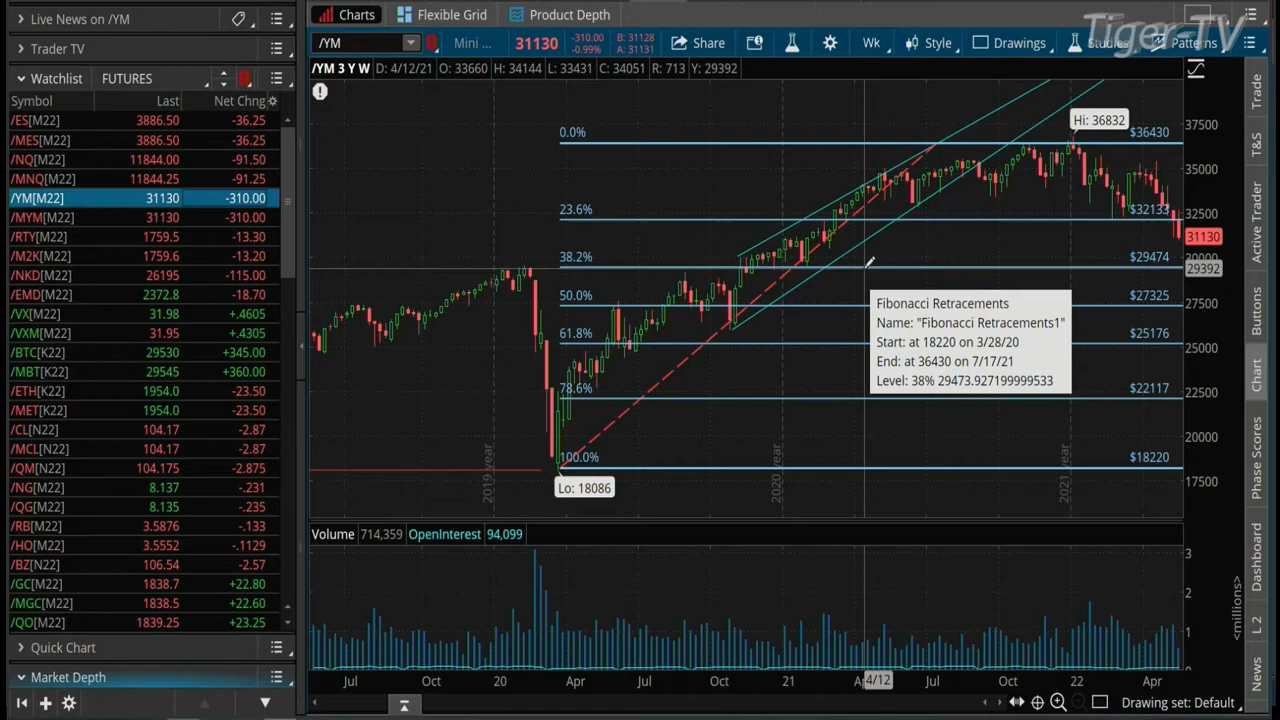 Live News on /YM
Trader TV
Watchlist FUTURES
Symbol Last Net Chng
/ES[M22] 3886.50 -36.25
/MES[M22] 3886.50 -36.25
/NQ[M22] 11844.00 -91.50
/MNQ[M22] 11844.25 -91.25
/YM[M22] 31130 -310.00
/MYM[M22] 31130 -310.00
/RTY[M22] 1759.5 -13.30
/M2K[M22] 1759.6 -13.20
/NKD[M22] 26195 -115.00
/EMD[M22] 2372.8 -18.70
/VX[M22] 31.98 +.4605
/VXM[M22] 31.95 +.4305
/BTC[K22] 29530 +345.00
/MBT[K22] 29545 +360.00
/ETH[K22] 1954.0 -23.50
/MET[K22] 1954.0 -23.50
/CL[N22] 104.17 -2.87
/MCL[N22] 104.17 -2.87
/QM[N22] 104.175 -2.875
/NG[M22] 8.137 -.231
/QG[M22] 8.135 -.235
/RB[M22] 3.5876 -.133
/HO[M22] 3.5552 -.1129
/BZ[N22] 106.54 -2.57
/GC[M22] 1838.7 +22.80
/MGC[M22] 1838.5 +22.60
/QO[M22] 1839.25 +23.25
Quick Chart
Market Depth
Charts Flexible Grid Product Depth
Tiger-TV
/YM Mini ... 31130 -310.00 -0.99% B: 31128 A: 31131 Share Wk Style Drawings Studies Patterns
/YM 3 Y W D: 4/12/21 O: 33660 H: 34144 L: 33431 C: 34051 R: 713 Y: 29392
Hi: 36832
37500
0.0% $36430
35000
23.6% $32133
32500
31130
38.2% $29474
30000
29392
50.0% $27325
27500
61.8% $25176
25000
78.6% $22117
22500
20000
100.0% $18220
17500
Lo: 18086
2019 year
2020 year
2021 year
Fibonacci Retracements
Name: "Fibonacci Retracements1"
Start: at 18220 on 3/28/20
End: at 36430 on 7/17/21
Level: 38% 29473.927199999533
Volume 714,359 OpenInterest 94,099
3
2
1
0
<millions>
Jul Oct 20 Apr Jul Oct 21 4/12 Jul Oct 22 Apr
Drawing set: Default
Trade
T&S
Active Trader
Buttons
Chart
Phase Scores
Dashboard
L 2
News